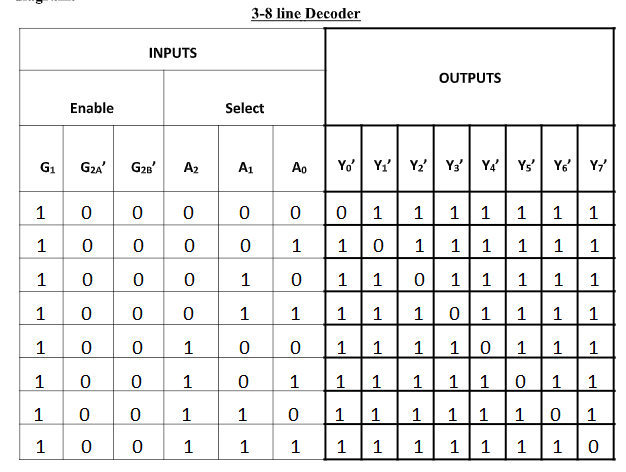 3-8 line Decoder
INPUTS
OUTPUTS
Enable Select
G1 G2A' G2B' A2 A1 A0 Y0' Y1' Y2' Y3' Y4' Y5' Y6' Y7'
1 0 0 0 0 0 0 1 1 1 1 1 1 1
1 0 0 0 0 1 1 0 1 1 1 1 1 1
1 0 0 0 1 0 1 1 0 1 1 1 1 1
1 0 0 0 1 1 1 1 1 0 1 1 1 1
1 0 0 1 0 0 1 1 1 1 0 1 1 1
1 0 0 1 0 1 1 1 1 1 1 0 1 1
1 0 0 1 1 0 1 1 1 1 1 1 0 1
1 0 0 1 1 1 1 1 1 1 1 1 1 0